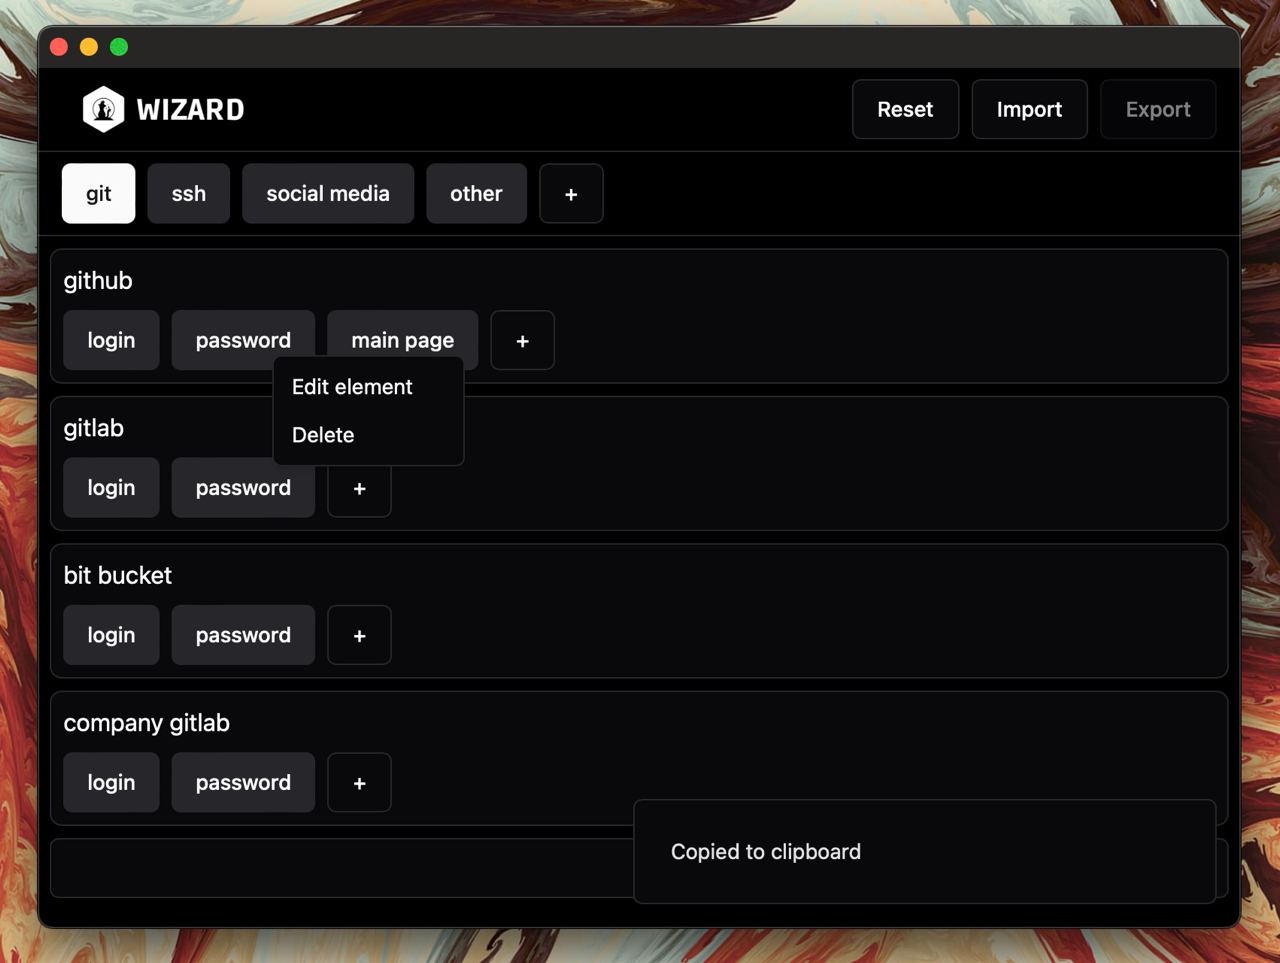 WIZARD
Reset Import Export
git ssh social media other +
github
login password main page +
Edit element
Delete
gitlab
login password +
bit bucket
login password +
company gitlab
login password +
Copied to clipboard